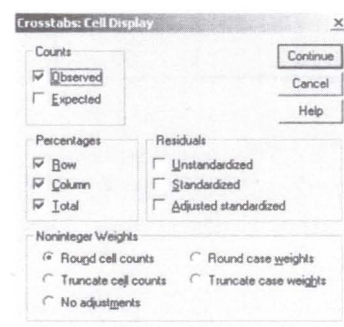 Crosstabs: Cell Display
Counts
Observed
Expected
Continue
Cancel
Help
Percentages
Row
Column
Total
Residuals
Unstandardized
Standardized
Adjusted standardized
Noninteger Weights
Round cell counts
Round case weights
Truncate cell counts
Truncate case weights
No adjustments